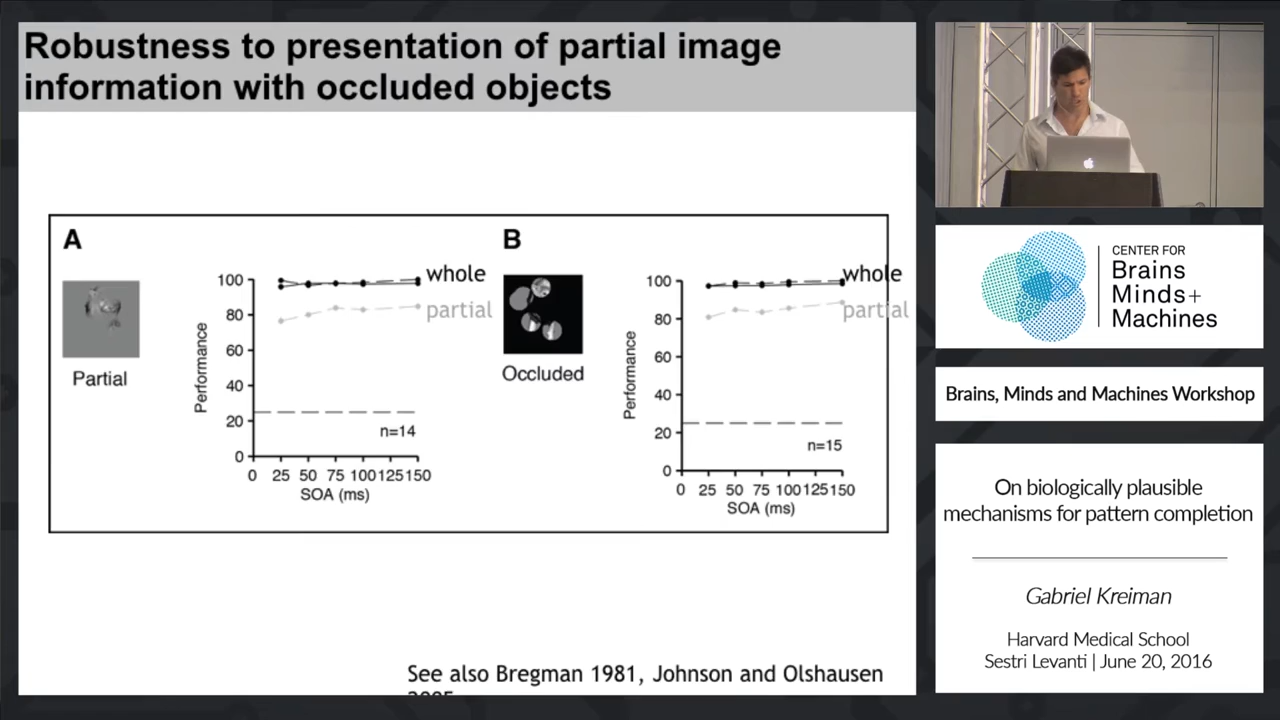 Robustness to presentation of partial image
information with occluded objects
A
Partial
Performance
100
80
60
40
20
0
whole
partial
n=14
0 25 50 75 100 125 150
SOA (ms)
B
Occluded
Performance
100
80
60
40
20
0
whole
partial
n=15
0 25 50 75 100 125 150
SOA (ms)
See also Bregman 1981, Johnson and Olshausen
CENTER FOR
Brains
Minds+
Machines
Brains, Minds and Machines Workshop
On biologically plausible
mechanisms for pattern completion
Gabriel Kreiman
Harvard Medical School
Sestri Levanti | June 20, 2016